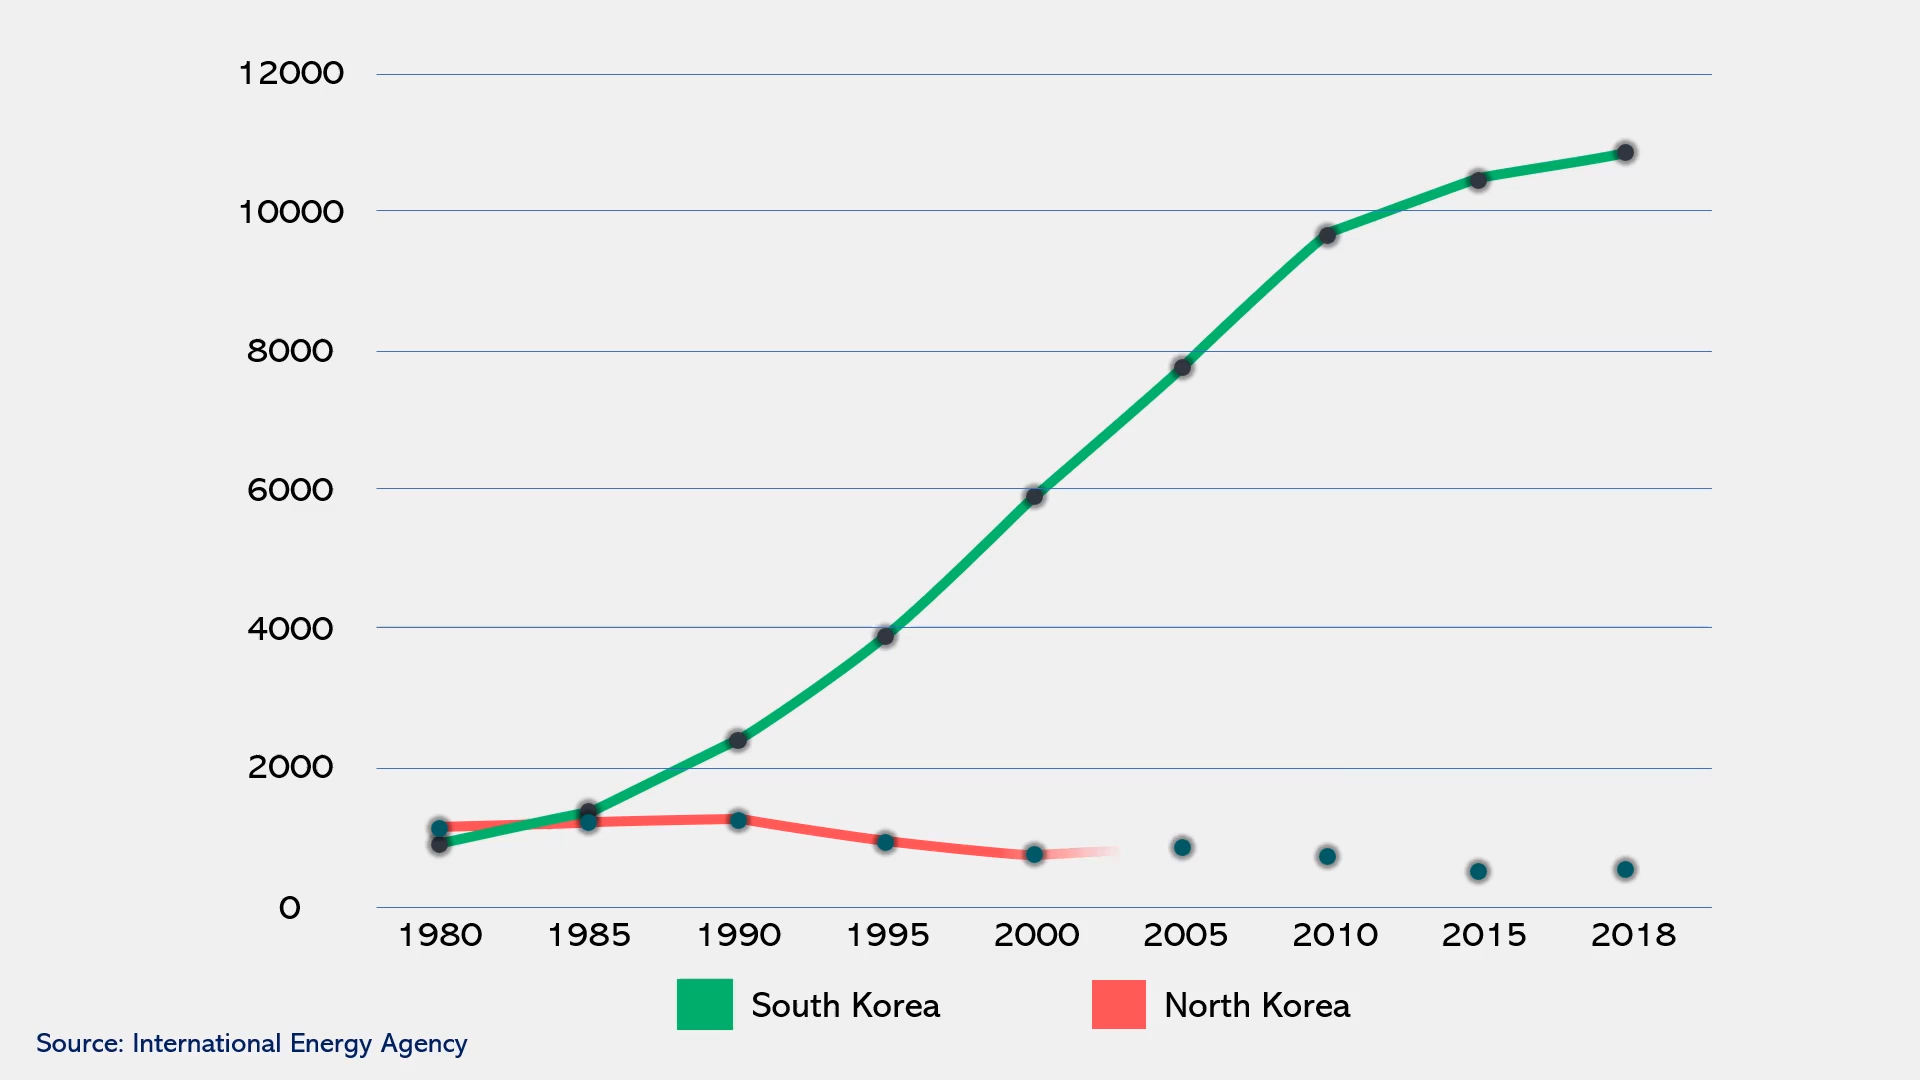 12000
10000
8000
6000
4000
2000
0
1980 1985 1990 1995 2000 2005 2010 2015 2018
South Korea North Korea
Source: International Energy Agency